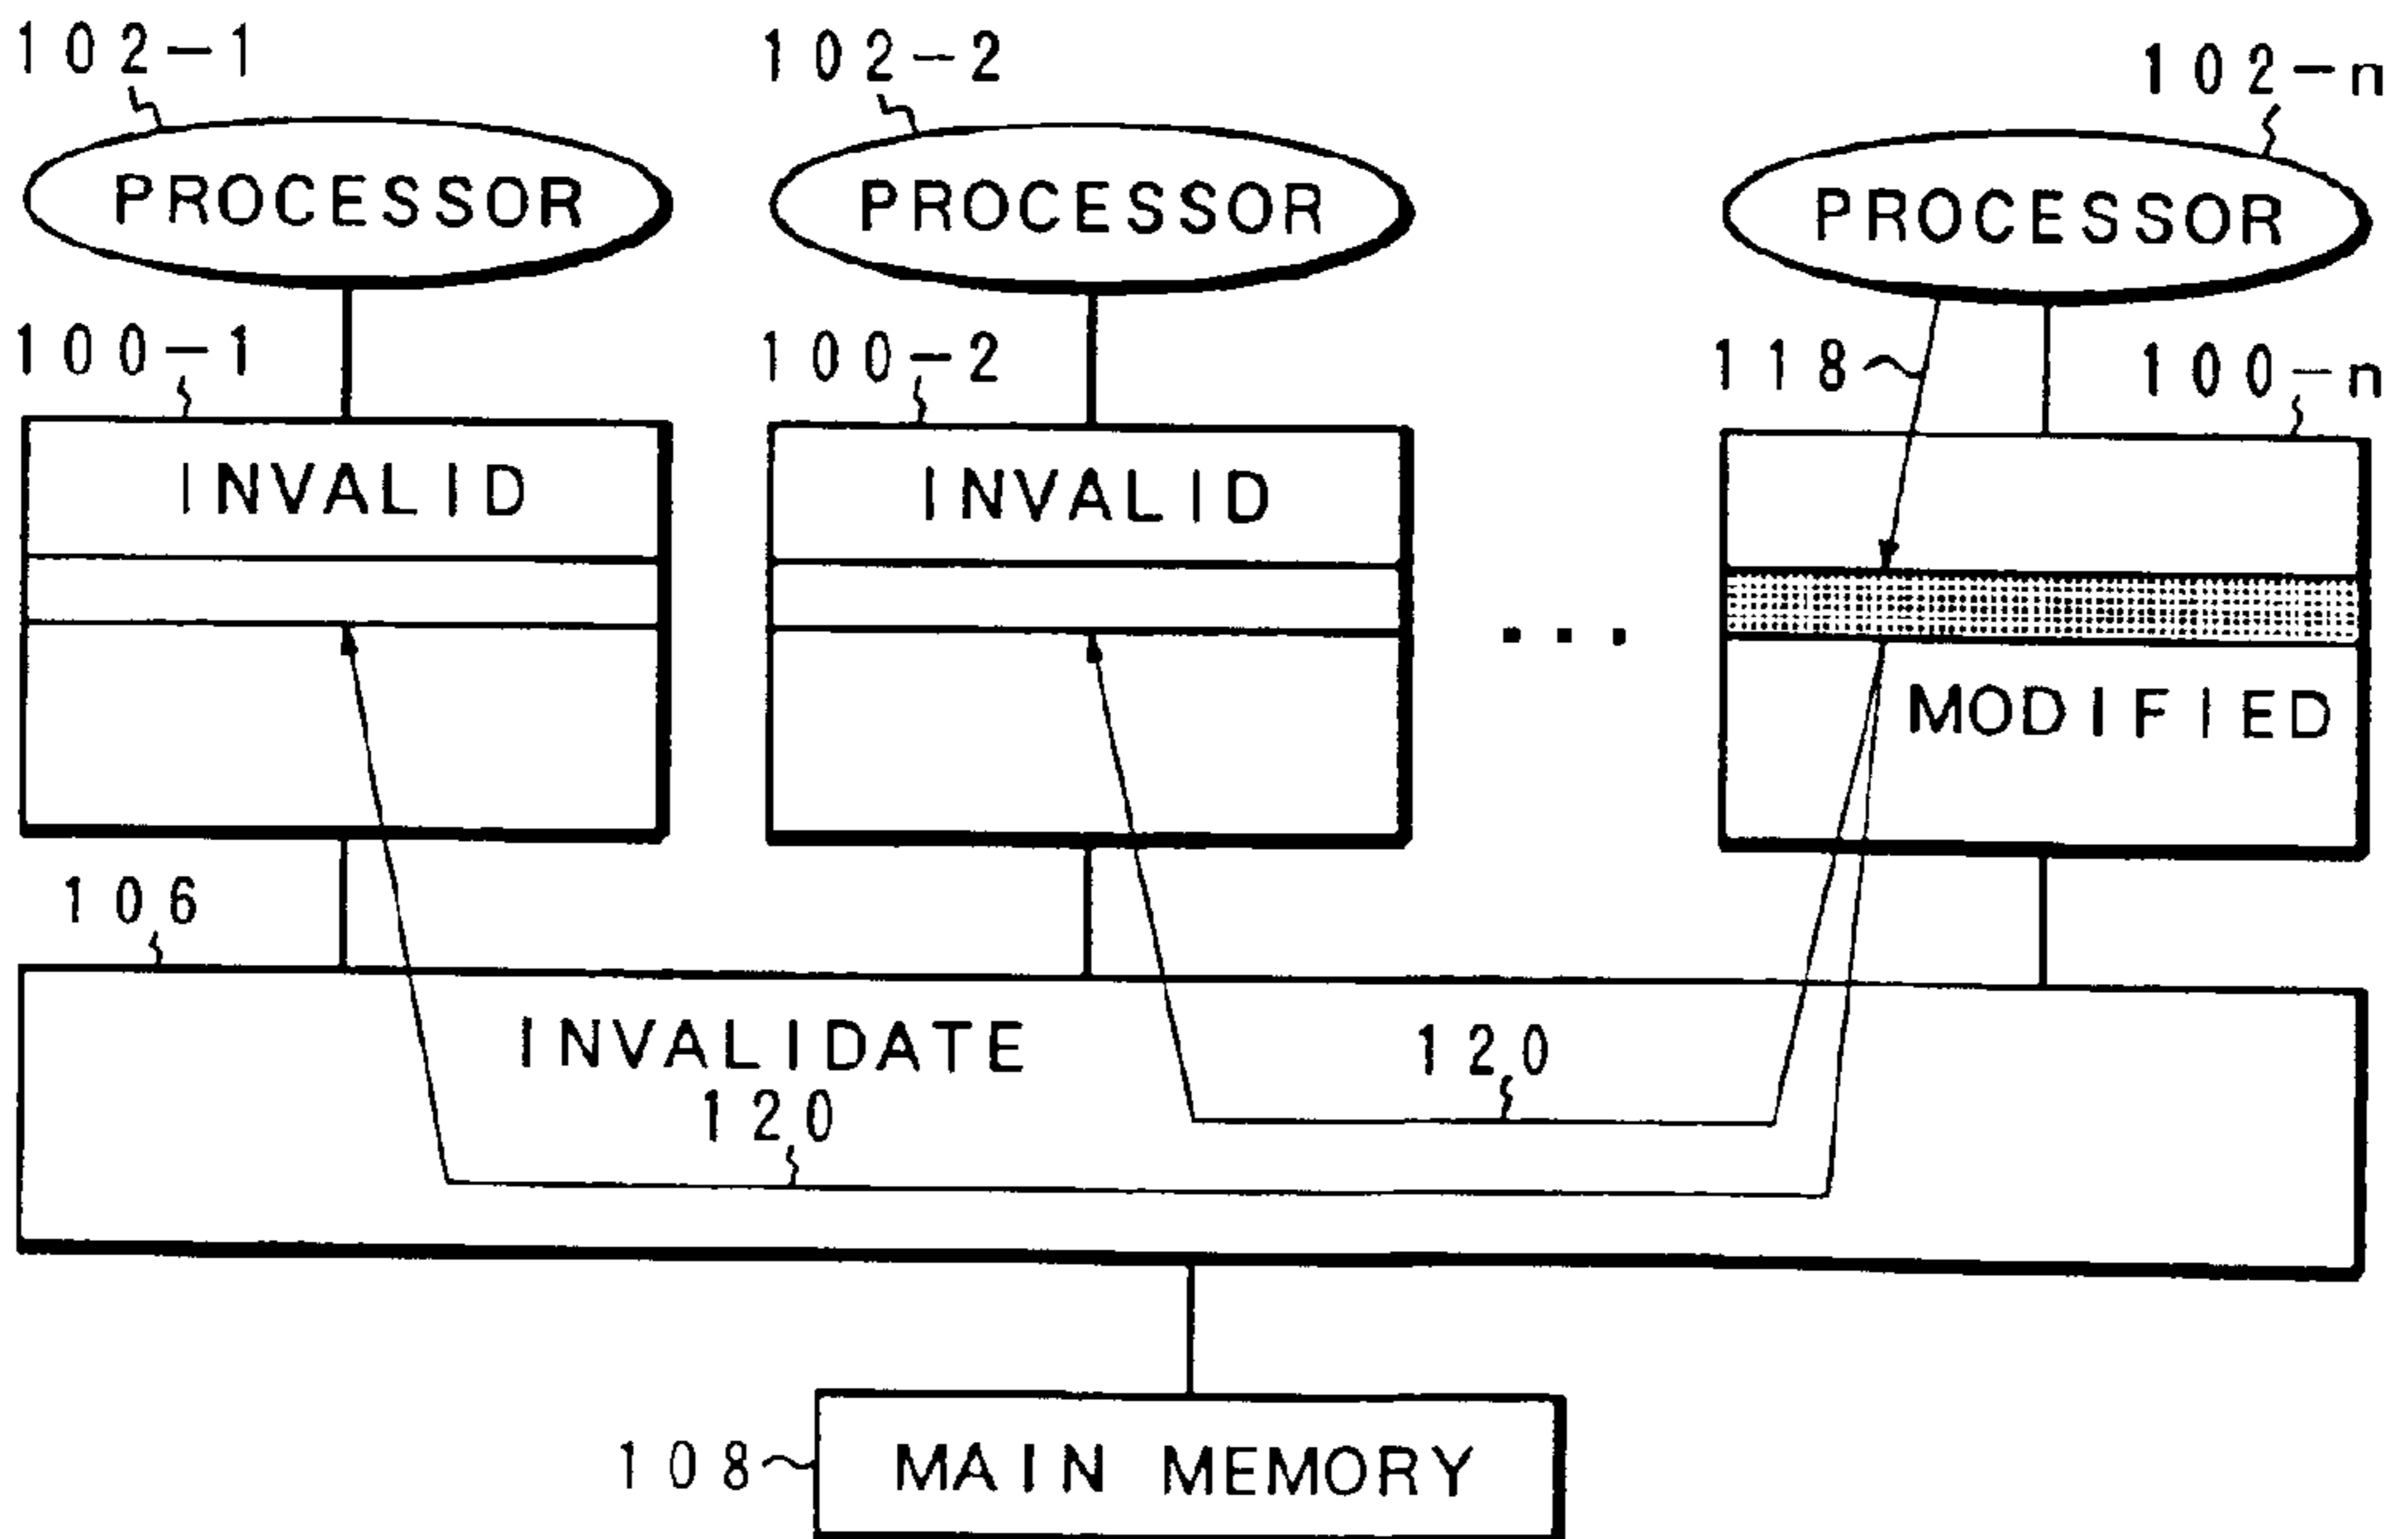 102-1 102-2 102-n
PROCESSOR PROCESSOR PROCESSOR
100-1 100-2 118 100-n
INVALID INVALID
...
MODIFIED
106
INVALIDATE 120
120
108 MAIN MEMORY